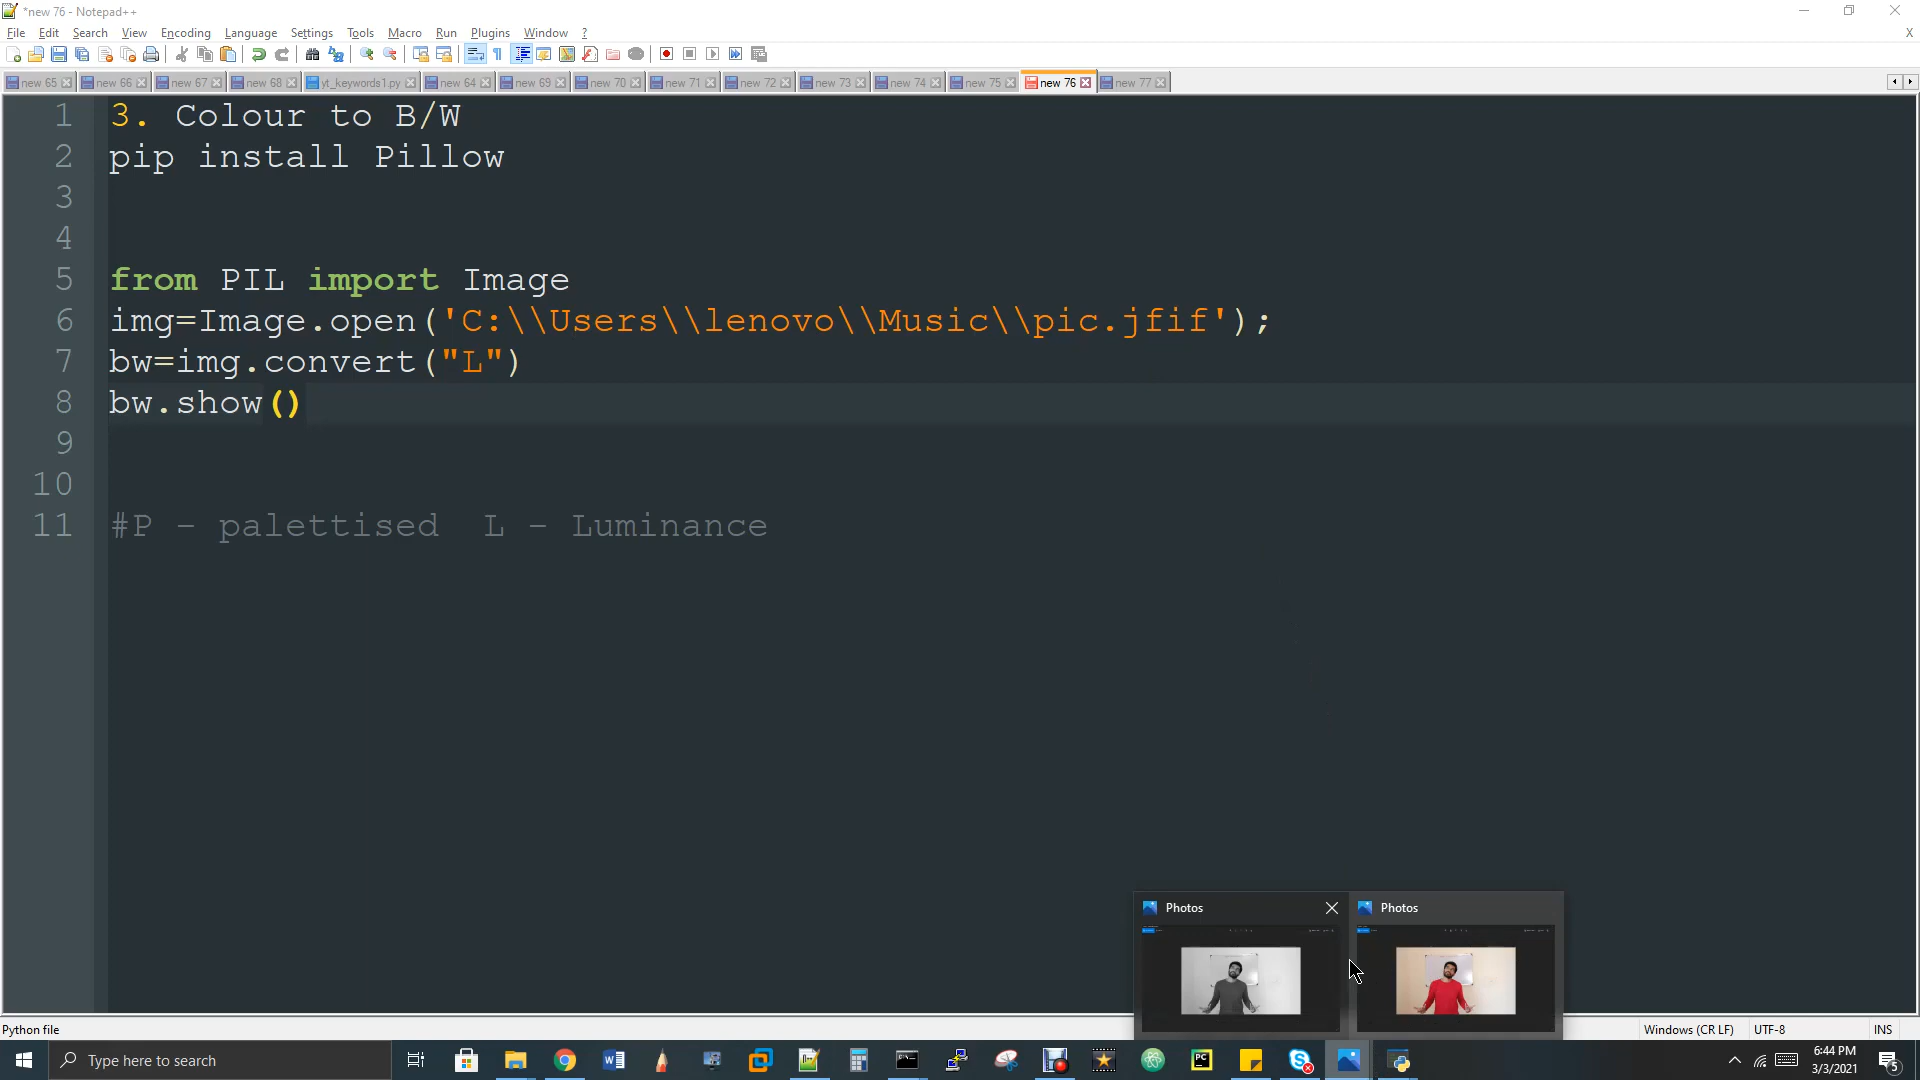 *new 76 - Notepad++
File Edit Search View Encoding Language Settings Tools Macro Run Plugins Window ? X
new 65 new 66 new 67 new 68 yt_keywords1.py new 64 new 69 new 70 new 71 new 72 new 73 new 74 new 75 new 76 new 77
1 3. Colour to B/W
2 pip install Pillow
3
4
5 from PIL import Image
6 img=Image.open('C:\\Users\\lenovo\\Music\\pic.jfif');
7 bw=img.convert("L")
8 bw.show()
9
10
11 #P - palettised  L - Luminance
Photos Photos
Python file Windows (CR LF) UTF-8 INS
Type here to search
6:44 PM
3/3/2021
5